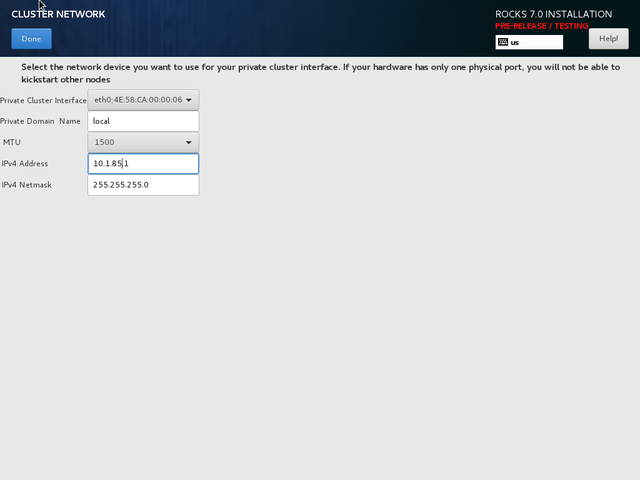 CLUSTER NETWORK
ROCKS 7.0 INSTALLATION
PRE-RELEASE / TESTING
Done
us
Help!
Select the network device you want to use for your private cluster interface. If your hardware has only one physical port, you will not be able to
kickstart other nodes
Private Cluster Interface eth0;4E:58:CA:00:00:06
Private Domain Name local
MTU 1500
IPv4 Address 10.1.85.1
IPv4 Netmask 255.255.255.0